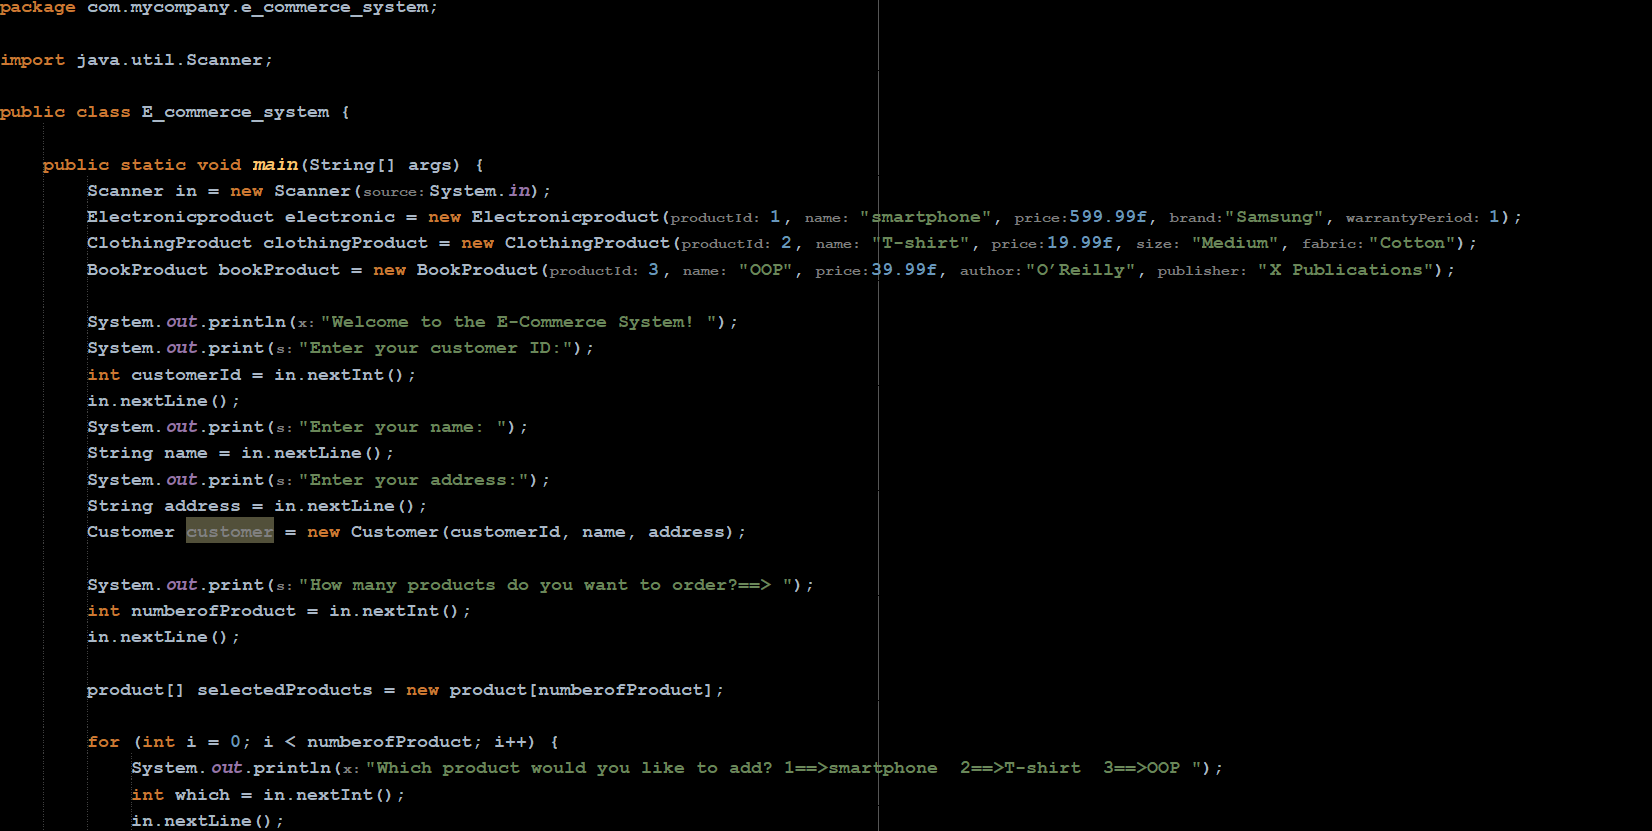 package com.mycompany.e_commerce_system;
import java.util.Scanner;
public class E_commerce_system {
public static void main(String[] args) {
Scanner in = new Scanner(source: System.in);
Electronicproduct electronic = new Electronicproduct(productId: 1, name: "smartphone", price:599.99f, brand:"Samsung", warrantyPeriod: 1);
ClothingProduct clothingProduct = new ClothingProduct(productId: 2, name: "T-shirt", price:19.99f, size: "Medium", fabric:"Cotton");
BookProduct bookProduct = new BookProduct(productId: 3, name: "OOP", price:39.99f, author:"O'Reilly", publisher: "X Publications");
System.out.println(x: "Welcome to the E-Commerce System! ");
System.out.print(s: "Enter your customer ID:");
int customerId = in.nextInt();
in.nextLine();
System.out.print(s: "Enter your name: ");
String name = in.nextLine();
System.out.print(s: "Enter your address:");
String address = in.nextLine();
Customer customer = new Customer(customerId, name, address);
System.out.print(s: "How many products do you want to order?==> ");
int numberofProduct = in.nextInt();
in.nextLine();
product[] selectedProducts = new product[numberofProduct];
for (int i = 0; i < numberofProduct; i++) {
System.out.println(x: "Which product would you like to add? 1==>smartphone  2==>T-shirt  3==>OOP ");
int which = in.nextInt();
in.nextLine();